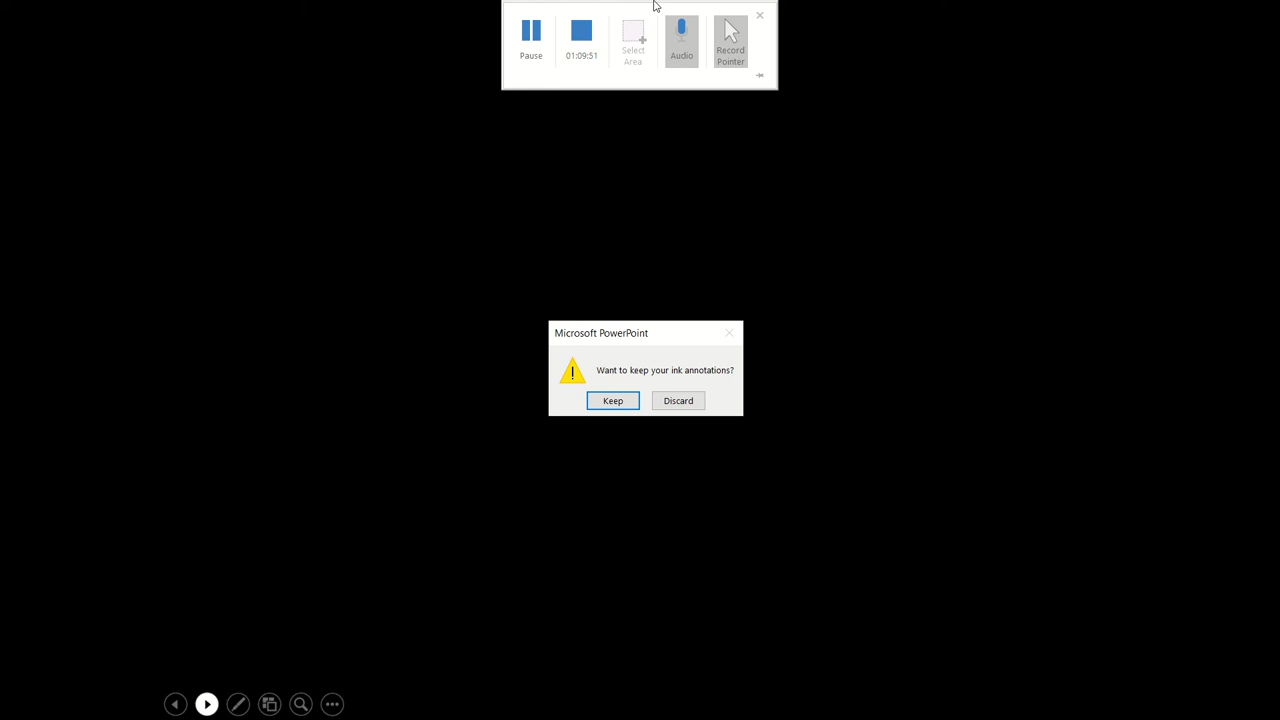 Pause
01:09:51
Select
Area
Audio
Record
Pointer
Microsoft PowerPoint
Want to keep your ink annotations?
Keep
Discard